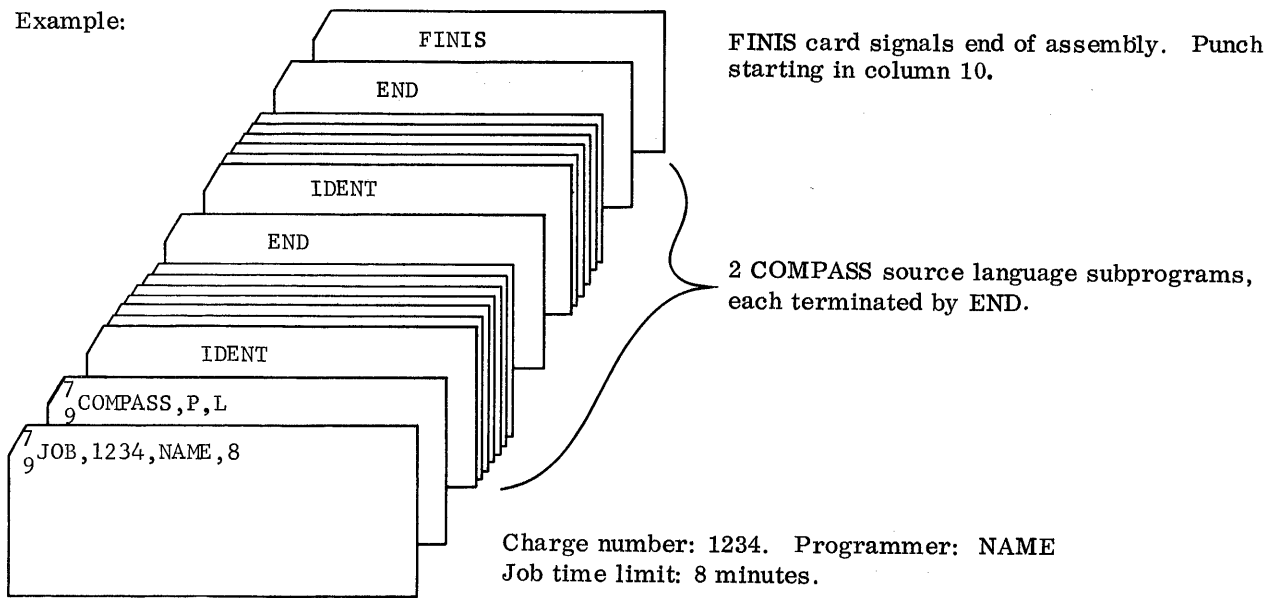 Example:
FINIS
FINIS card signals end of assembly. Punch
starting in column 10.
END
IDENT
END
2 COMPASS source language subprograms,
each terminated by END.
IDENT
7
9COMPASS,P,L
7
9JOB,1234,NAME,8
Charge number: 1234. Programmer: NAME
Job time limit: 8 minutes.